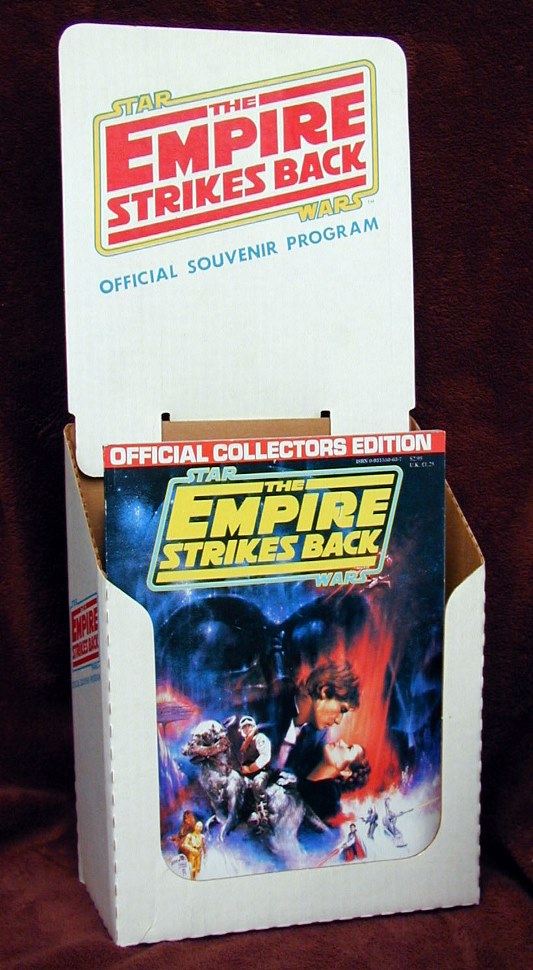 STAR
THE
EMPIRE
STRIKES BACK
WARS
OFFICIAL SOUVENIR PROGRAM
OFFICIAL COLLECTORS EDITION
$2.95
U.K. £1.25
STAR
THE
EMPIRE
STRIKES BACK
WARS
THE
EMPIRE
STRIKES BACK